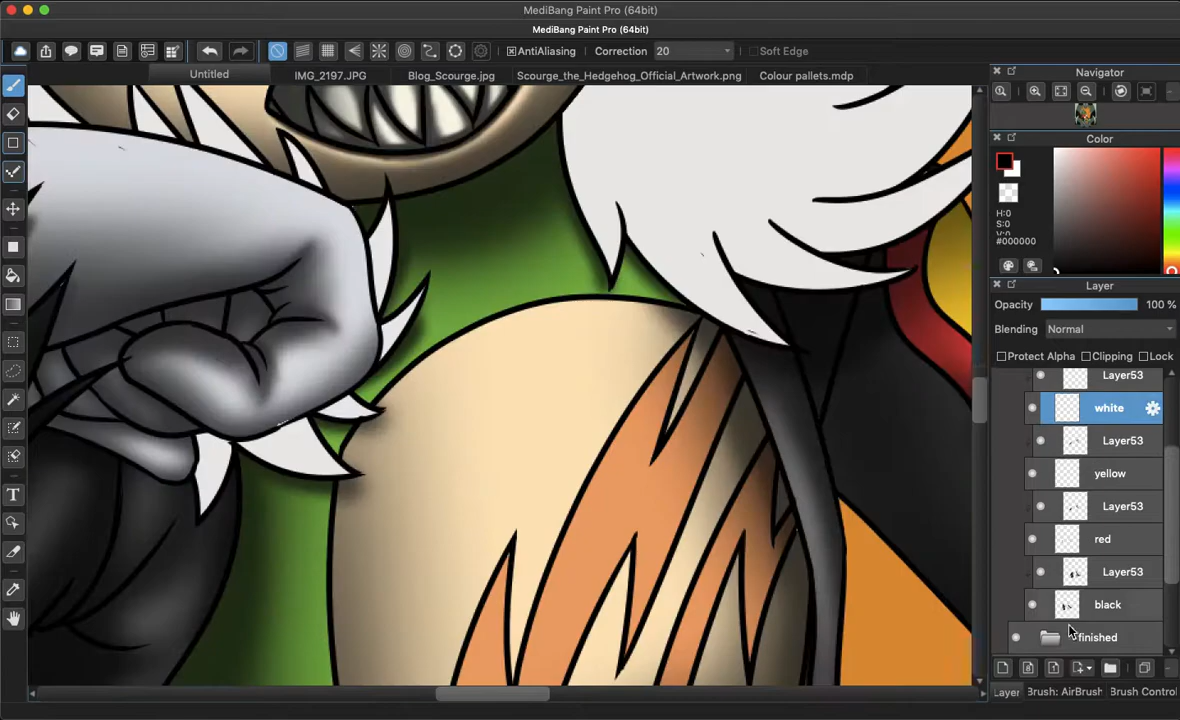 MediBang Paint Pro (64bit)
MediBang Paint Pro (64bit)
AntiAliasing Correction 20 Soft Edge
Untitled IMG_2197.JPG Blog_Scourge.jpg Scourge_the_Hedgehog_Official_Artwork.png Colour pallets.mdp
Navigator
Color
H:0
S:0
V:0
#000000
Layer
Opacity 100 %
Blending Normal
Protect Alpha Clipping Lock
Layer53
white
Layer53
yellow
Layer53
red
Layer53
black
finished
Layer Brush: AirBrush Brush Control
T